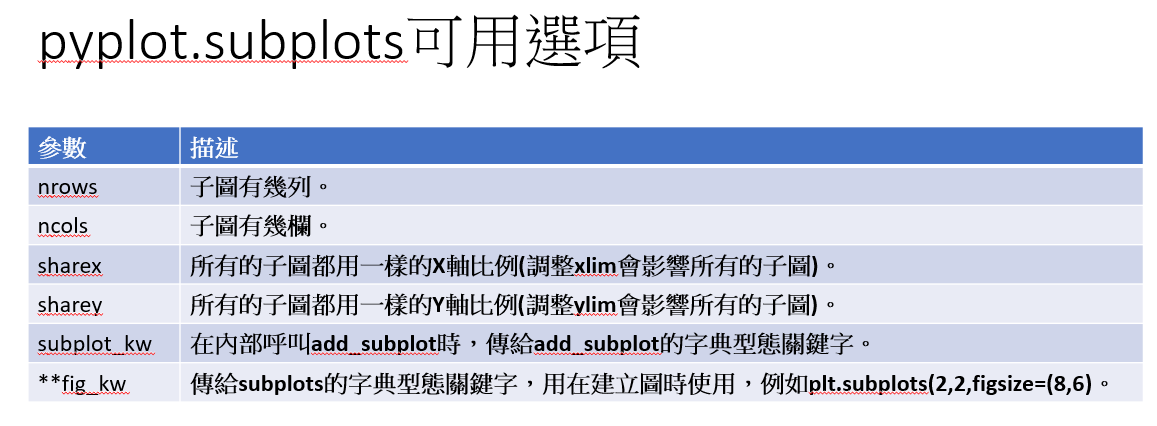 pyplot.subplots可用選項
參數 描述
nrows 子圖有幾列。
ncols 子圖有幾欄。
sharex 所有的子圖都用一樣的X軸比例(調整xlim會影響所有的子圖)。
sharey 所有的子圖都用一樣的Y軸比例(調整ylim會影響所有的子圖)。
subplot_kw 在內部呼叫add_subplot時，傳給add_subplot的字典型態關鍵字。
**fig_kw 傳給subplots的字典型態關鍵字，用在建立圖時使用，例如plt.subplots(2,2,figsize=(8,6)。